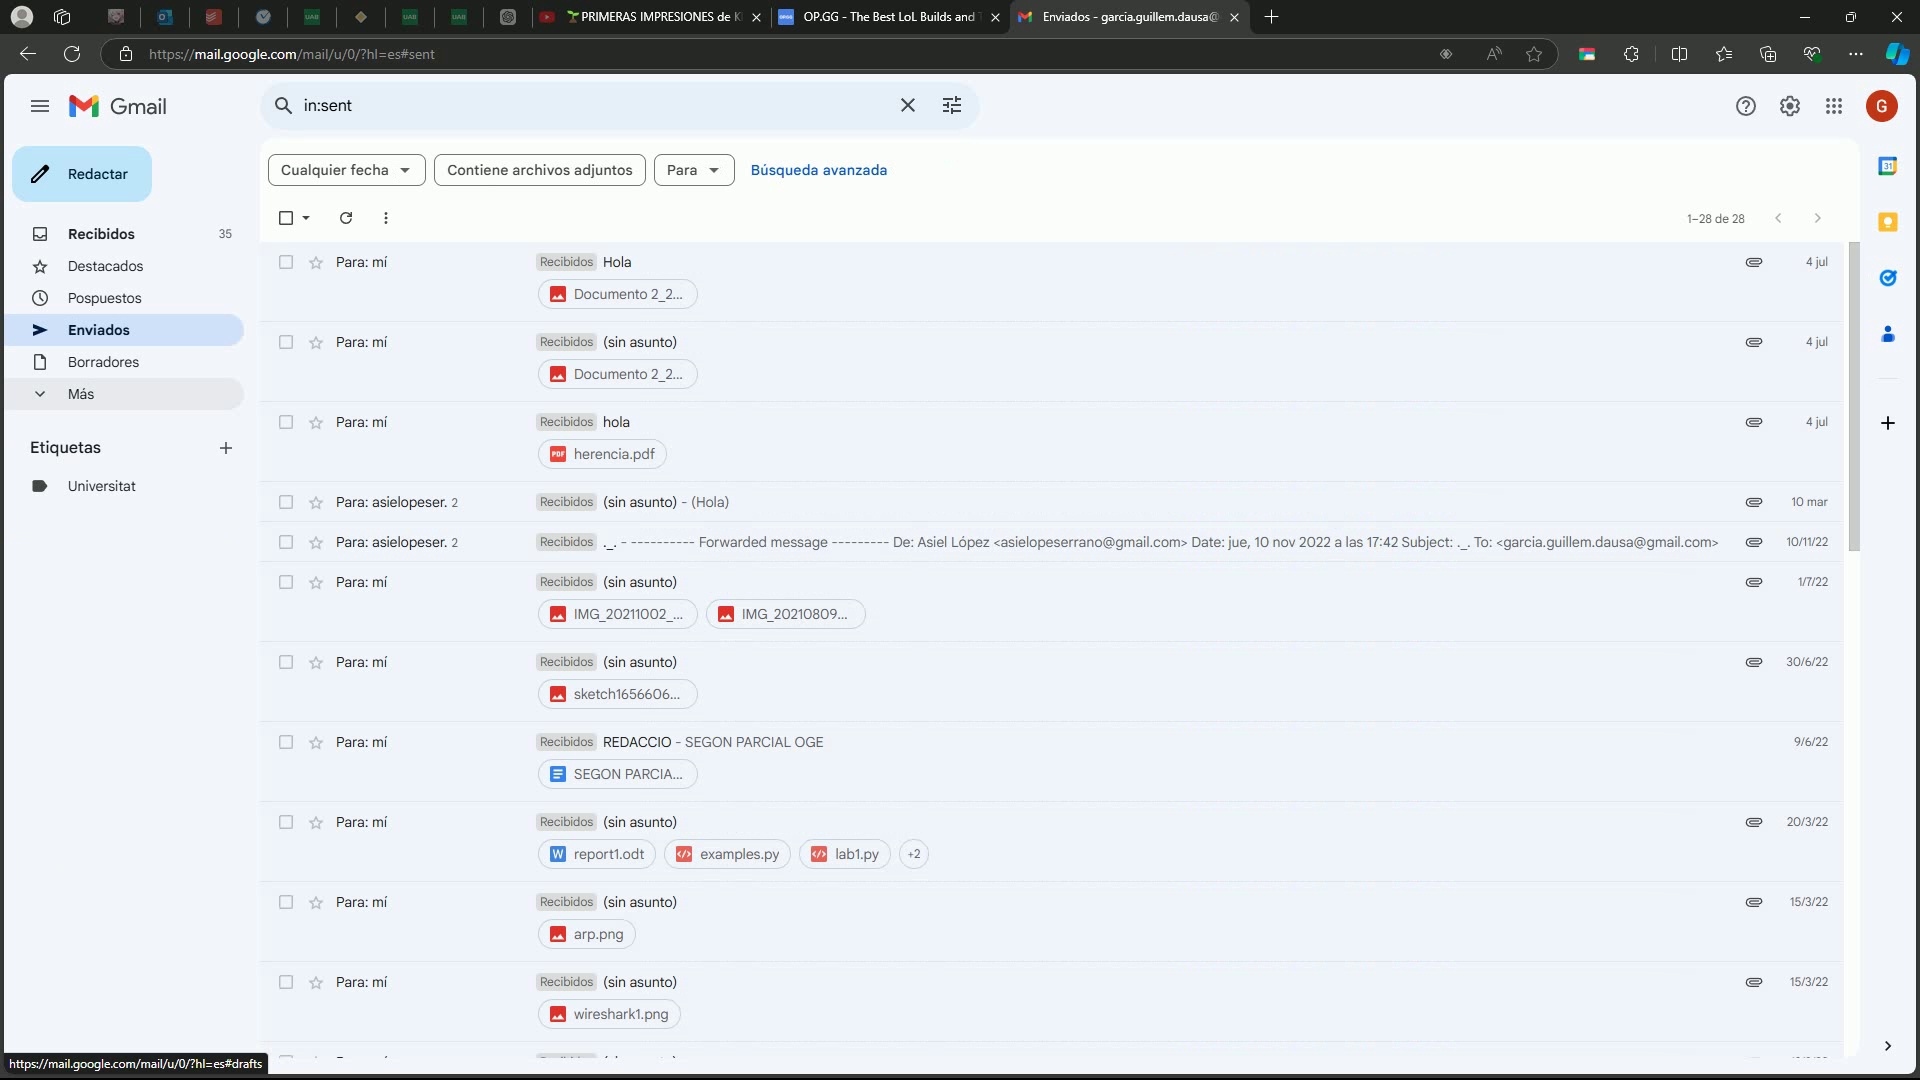 PRIMERAS IMPRESIONES de K
OP.GG - The Best LoL Builds and T
Enviados - garcia.guillem.dausa@
https://mail.google.com/mail/u/0/?hl=es#sent
Gmail
in:sent
G
Redactar
Cualquier fecha
Contiene archivos adjuntos
Para
Búsqueda avanzada
1–28 de 28
Recibidos 35
Destacados
Pospuestos
Enviados
Borradores
Más
Etiquetas
Universitat
Para: mí Recibidos Hola 4 jul
Documento 2_2...
Para: mí Recibidos (sin asunto) 4 jul
Documento 2_2...
Para: mí Recibidos hola 4 jul
PDF herencia.pdf
Para: asielopeser. 2 Recibidos (sin asunto) - (Hola) 10 mar
Para: asielopeser. 2 Recibidos ._. - ---------- Forwarded message --------- De: Asiel López <asielopeserrano@gmail.com> Date: jue, 10 nov 2022 a las 17:42 Subject: ._. To: <garcia.guillem.dausa@gmail.com> 10/11/22
Para: mí Recibidos (sin asunto) 1/7/22
IMG_20211002_... IMG_20210809...
Para: mí Recibidos (sin asunto) 30/6/22
sketch1656606...
Para: mí Recibidos REDACCIO - SEGON PARCIAL OGE 9/6/22
SEGON PARCIA...
Para: mí Recibidos (sin asunto) 20/3/22
W report1.odt examples.py lab1.py +2
Para: mí Recibidos (sin asunto) 15/3/22
arp.png
Para: mí Recibidos (sin asunto) 15/3/22
wireshark1.png
https://mail.google.com/mail/u/0/?hl=es#drafts
31
UAB
UAB
UAB